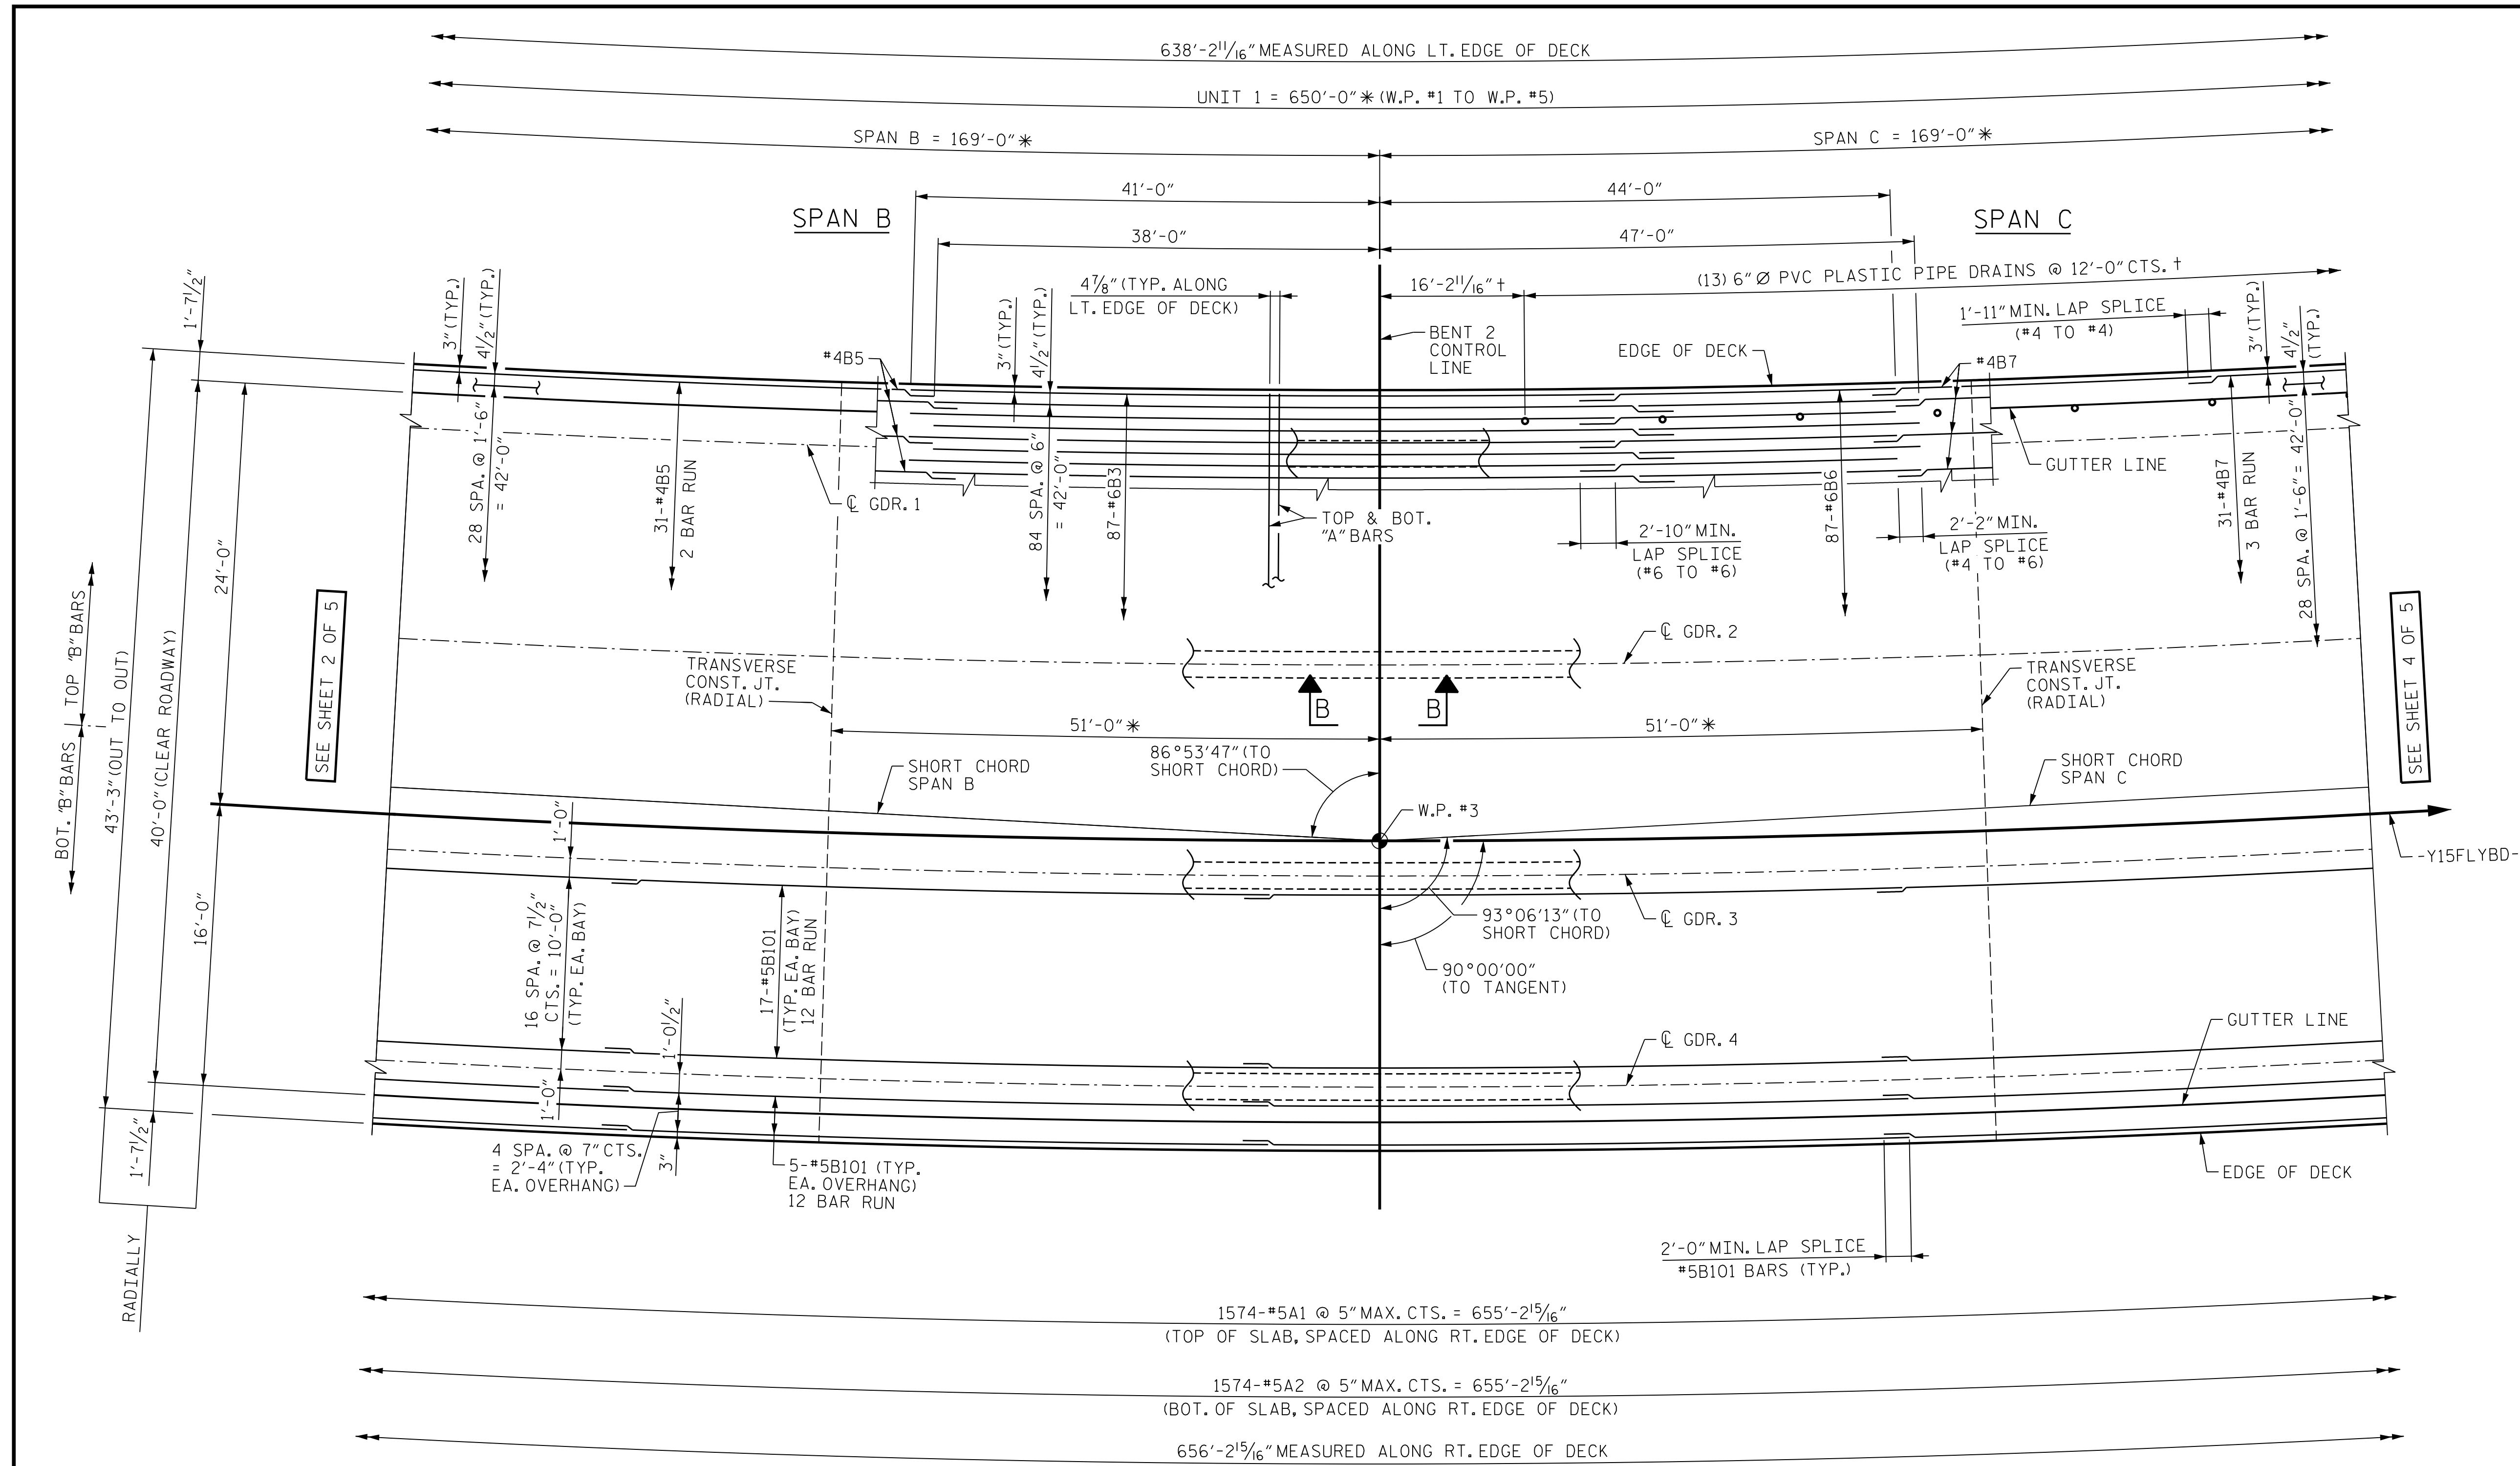 638'-2 11/16" MEASURED ALONG LT. EDGE OF DECK
UNIT 1 = 650'-0"* (W.P. #1 TO W.P. #5)
SPAN B = 169'-0"*
SPAN C = 169'-0"*
41'-0"
44'-0"
SPAN B
SPAN C
38'-0"
47'-0"
4 7/8" (TYP. ALONG
LT. EDGE OF DECK)
16'-2 11/16" †
(13) 6" Ø PVC PLASTIC PIPE DRAINS @ 12'-0" CTS. †
1'-11" MIN. LAP SPLICE
(#4 TO #4)
1'-7 1/2"
3" (TYP.)
4 1/2" (TYP.)
3" (TYP.)
4 1/2" (TYP.)
3" (TYP.)
4 1/2"
(TYP.)
#4B5
BENT 2
CONTROL
LINE
EDGE OF DECK
#4B7
28 SPA. @ 1'-6"
= 42'-0"
31-#4B5
2 BAR RUN
℄ GDR. 1
84 SPA. @ 6"
= 42'-0"
87-#6B3
TOP & BOT.
"A" BARS
2'-10" MIN.
LAP SPLICE
(#6 TO #6)
87-#6B6
2'-2" MIN.
LAP SPLICE
(#4 TO #6)
GUTTER LINE
31-#4B7
3 BAR RUN
28 SPA. @ 1'-6" = 42'-0"
24'-0"
SEE SHEET 2 OF 5
SEE SHEET 4 OF 5
TOP "B" BARS
BOT. "B" BARS
43'-3" (OUT TO OUT)
40'-0" (CLEAR ROADWAY)
16'-0"
1'-7 1/2"
RADIALLY
TRANSVERSE
CONST. JT.
(RADIAL)
℄ GDR. 2
B
B
TRANSVERSE
CONST. JT.
(RADIAL)
51'-0"*
51'-0"*
86°53'47" (TO
SHORT CHORD)
SHORT CHORD
SPAN B
SHORT CHORD
SPAN C
W.P. #3
-Y15FLYBD-
1'-0"
16 SPA. @ 7 1/2"
CTS. = 10'-0"
(TYP. EA. BAY)
17-#5B101
(TYP. EA. BAY)
12 BAR RUN
93°06'13" (TO
SHORT CHORD)
℄ GDR. 3
90°00'00"
(TO TANGENT)
1'-0 1/2"
℄ GDR. 4
GUTTER LINE
1'-0"
4 SPA. @ 7" CTS.
= 2'-4" (TYP.
EA. OVERHANG)
3"
5-#5B101 (TYP.
EA. OVERHANG)
12 BAR RUN
EDGE OF DECK
2'-0" MIN. LAP SPLICE
#5B101 BARS (TYP.)
1574-#5A1 @ 5" MAX. CTS. = 655'-2 15/16"
(TOP OF SLAB, SPACED ALONG RT. EDGE OF DECK)
1574-#5A2 @ 5" MAX. CTS. = 655'-2 15/16"
(BOT. OF SLAB, SPACED ALONG RT. EDGE OF DECK)
656'-2 15/16" MEASURED ALONG RT. EDGE OF DECK